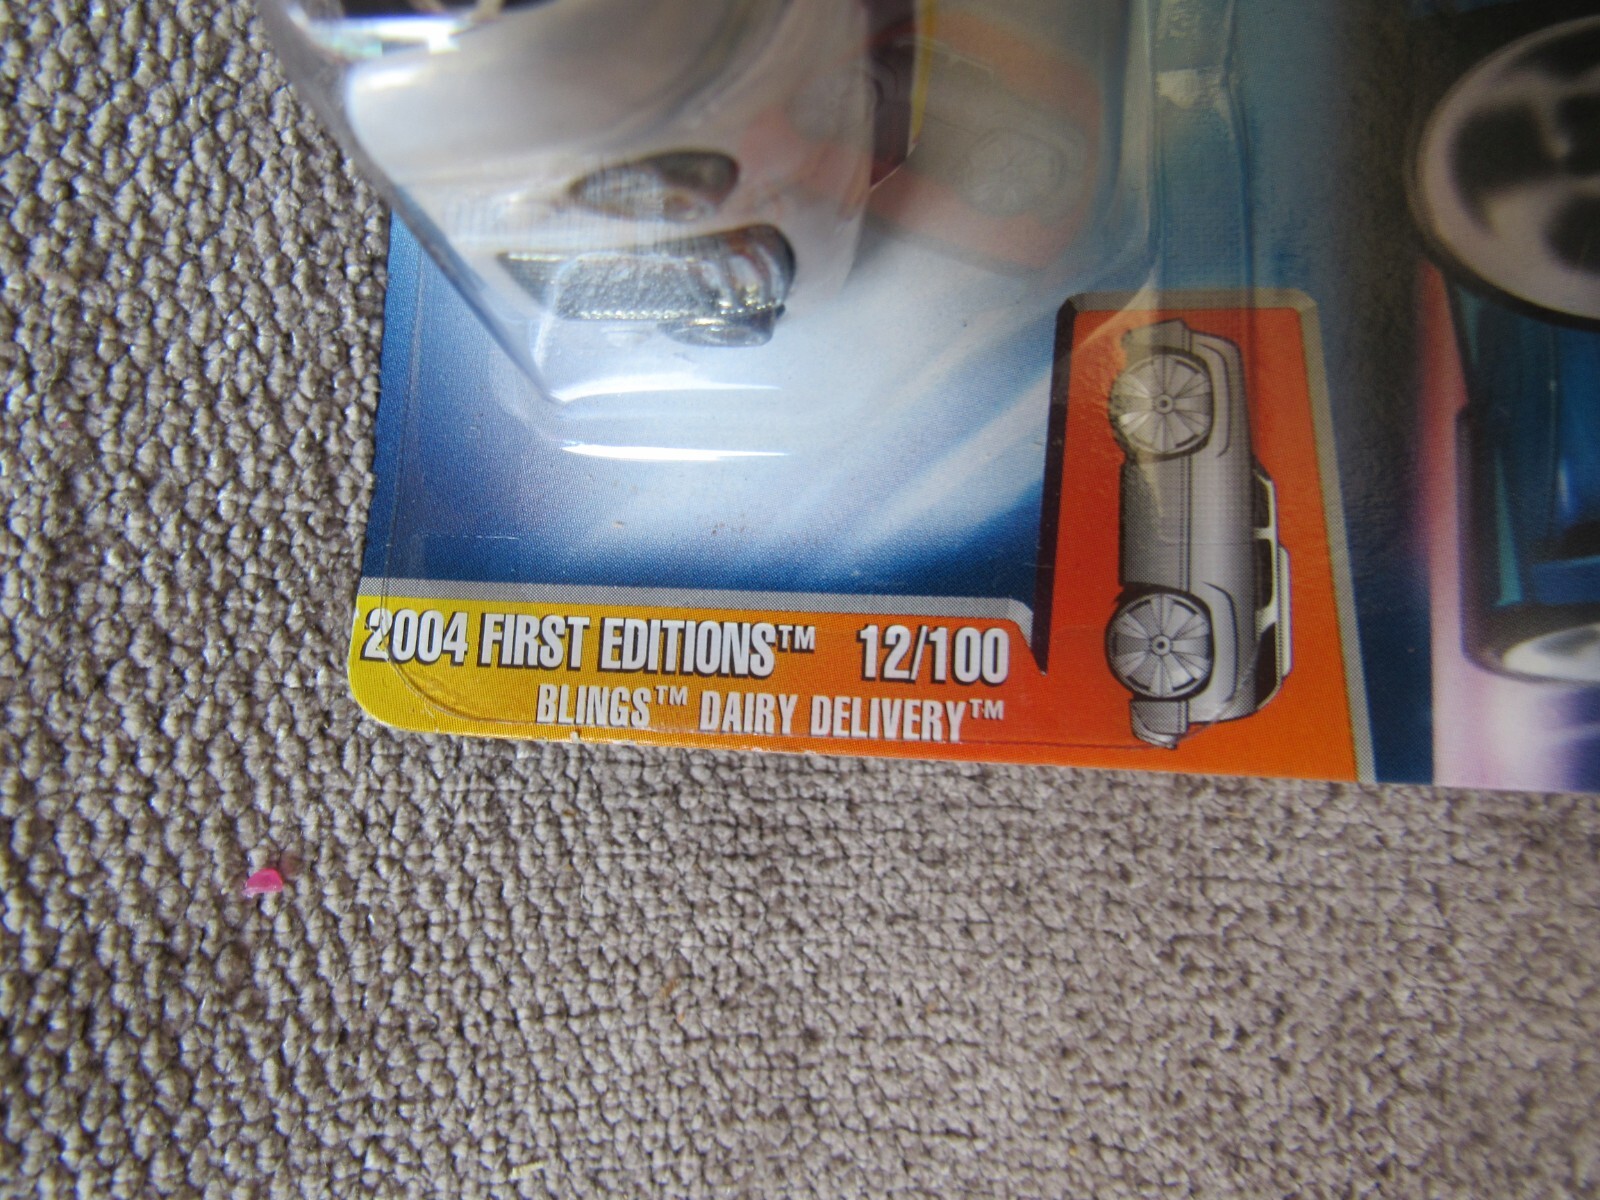 2004 FIRST EDITIONS™ 12/100
BLINGS™ DAIRY DELIVERY™